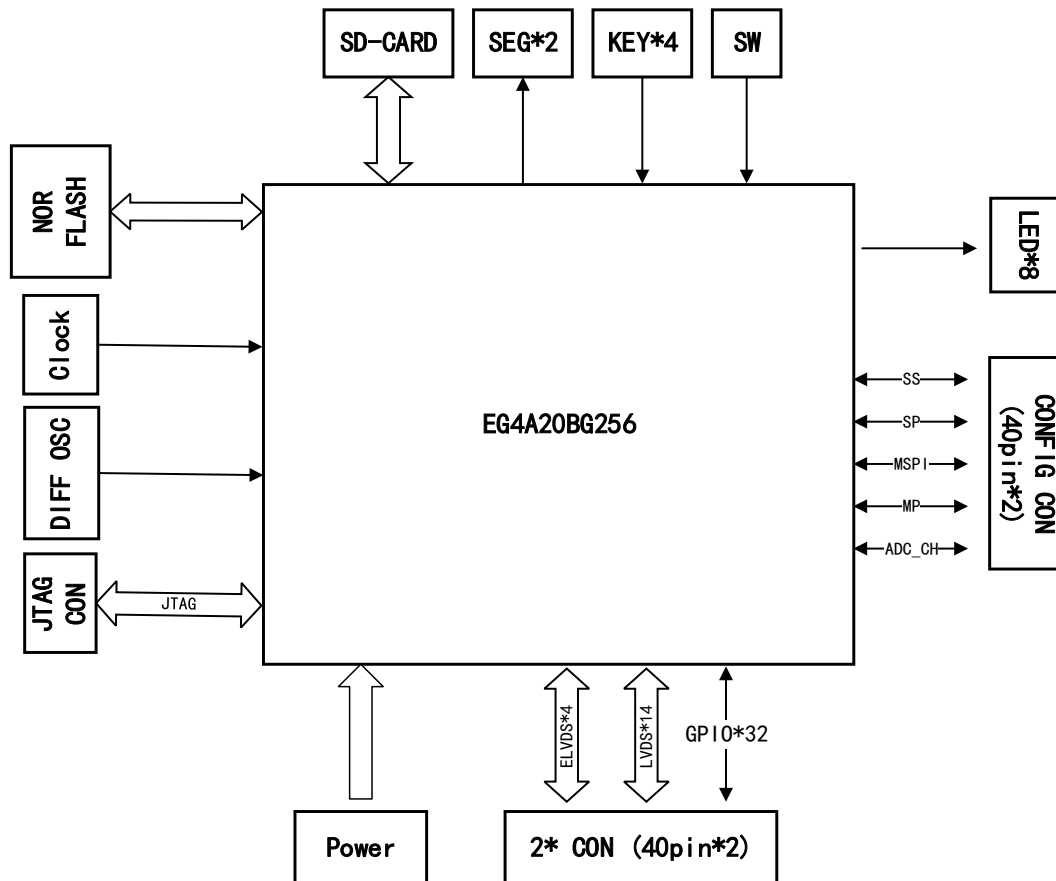 SD-CARD
SEG*2
KEY*4
SW
NOR
FLASH
LED*8
Clock
DIFF OSC
JTAG
CON
JTAG
EG4A20BG256
SS
SP
MSPI
MP
ADC_CH
CONFIG CON
(40pin*2)
ELVDS*4
LVDS*14
GPIO*32
Power
2* CON (40pin*2)